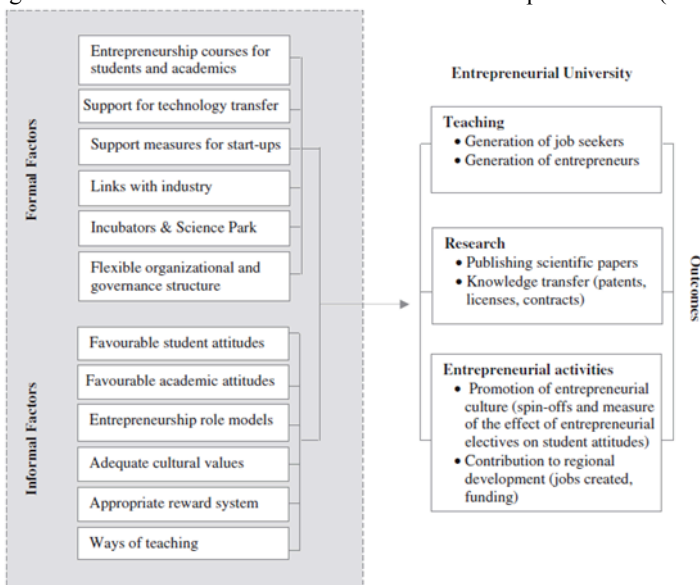 Formal Factors
Entrepreneurship courses for
students and academics
Support for technology transfer
Support measures for start-ups
Links with industry
Incubators & Science Park
Flexible organizational and
governance structure
Informal Factors
Favourable student attitudes
Favourable academic attitudes
Entrepreneurship role models
Adequate cultural values
Appropriate reward system
Ways of teaching
Entrepreneurial University
Teaching
• Generation of job seekers
• Generation of entrepreneurs
Research
• Publishing scientific papers
• Knowledge transfer (patents,
licenses, contracts)
Entrepreneurial activities
• Promotion of entrepreneurial
culture (spin-offs and measure
of the effect of entrepreneurial
electives on student attitudes)
• Contribution to regional
development (jobs created,
funding)
Outcomes